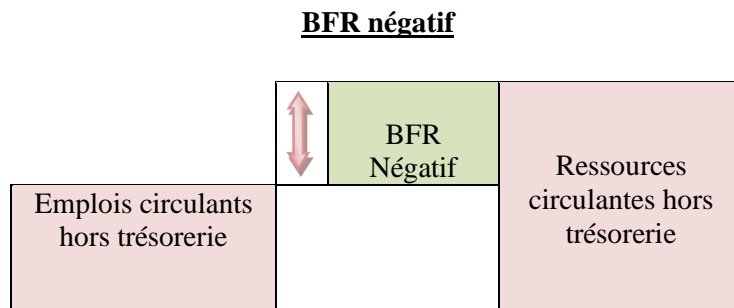 BFR négatif
BFR
Négatif
Emplois circulants
hors trésorerie
Ressources
circulantes hors
trésorerie